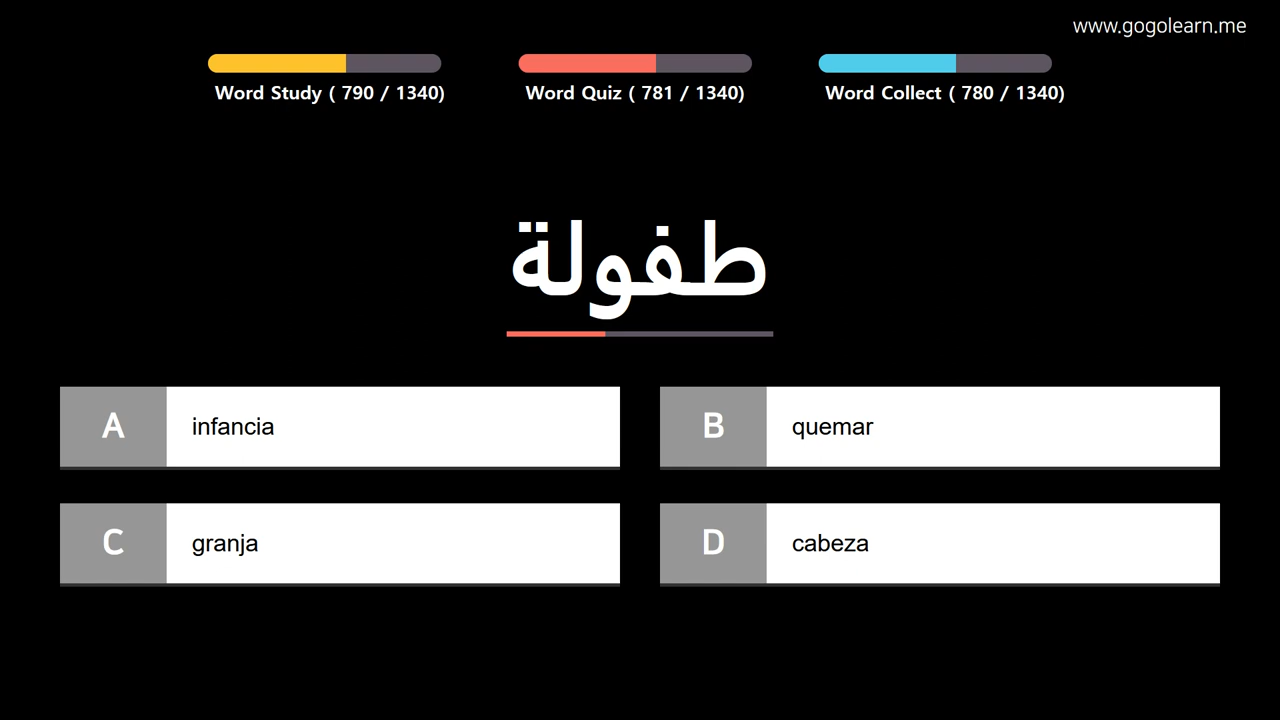 www.gogolearn.me
Word Study ( 790 / 1340)
Word Quiz ( 781 / 1340)
Word Collect ( 780 / 1340)
طفولة
A infancia
B quemar
C granja
D cabeza